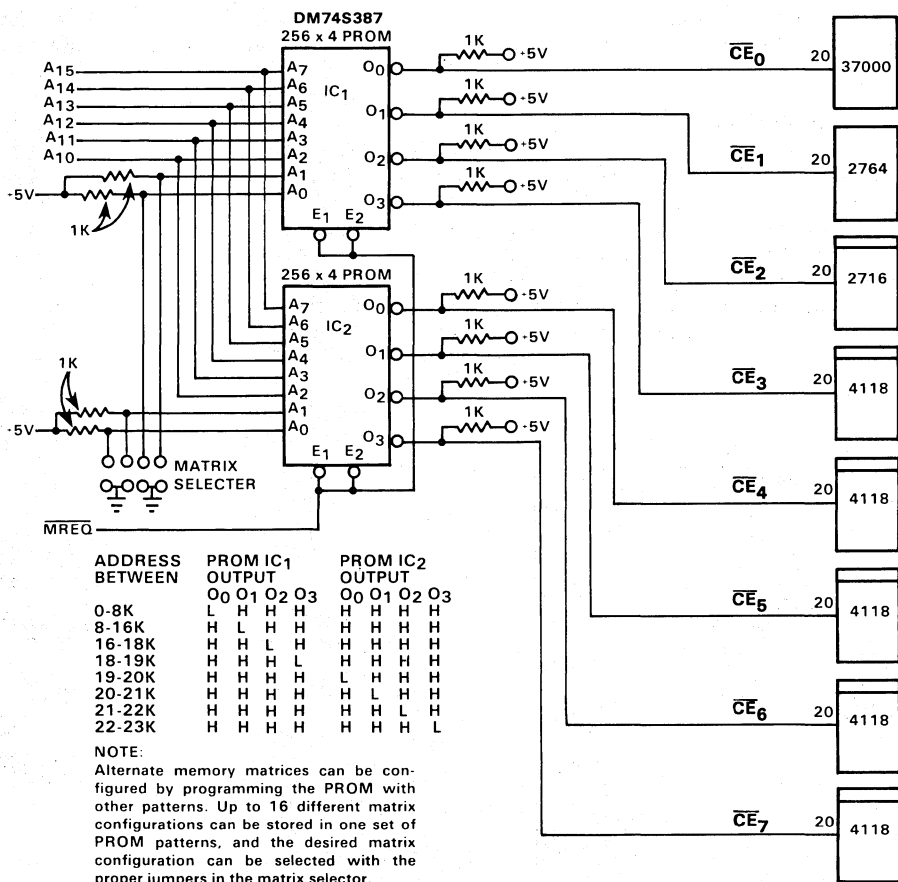 DM74S387
256 x 4 PROM
A15
A14
A13
A12
A11
A10
+5V
1K
A7
A6
A5
A4
A3
A2
A1
A0
IC1
E1 E2
O0
O1
O2
O3
1K +5V
1K +5V
1K +5V
1K +5V
256 x 4 PROM
A7
A6
A5
A4
A3
A2
A1
A0
IC2
E1 E2
O0
O1
O2
O3
1K +5V
1K +5V
1K +5V
1K +5V
1K
+5V
MATRIX
SELECTER
MREQ
CE0 20 37000
CE1 20 2764
CE2 20 2716
CE3 20 4118
CE4 20 4118
CE5 20 4118
CE6 20 4118
CE7 20 4118
ADDRESS PROM IC1 PROM IC2
BETWEEN OUTPUT OUTPUT
O0 O1 O2 O3 O0 O1 O2 O3
0-8K L H H H H H H H
8-16K H L H H H H H H
16-18K H H L H H H H H
18-19K H H H L H H H H
19-20K H H H H L H H H
20-21K H H H H H L H H
21-22K H H H H H H L H
22-23K H H H H H H H L
NOTE:
Alternate memory matrices can be con-
figured by programming the PROM with
other patterns. Up to 16 different matrix
configurations can be stored in one set of
PROM patterns, and the desired matrix
configuration can be selected with the
proper jumpers in the matrix selector.